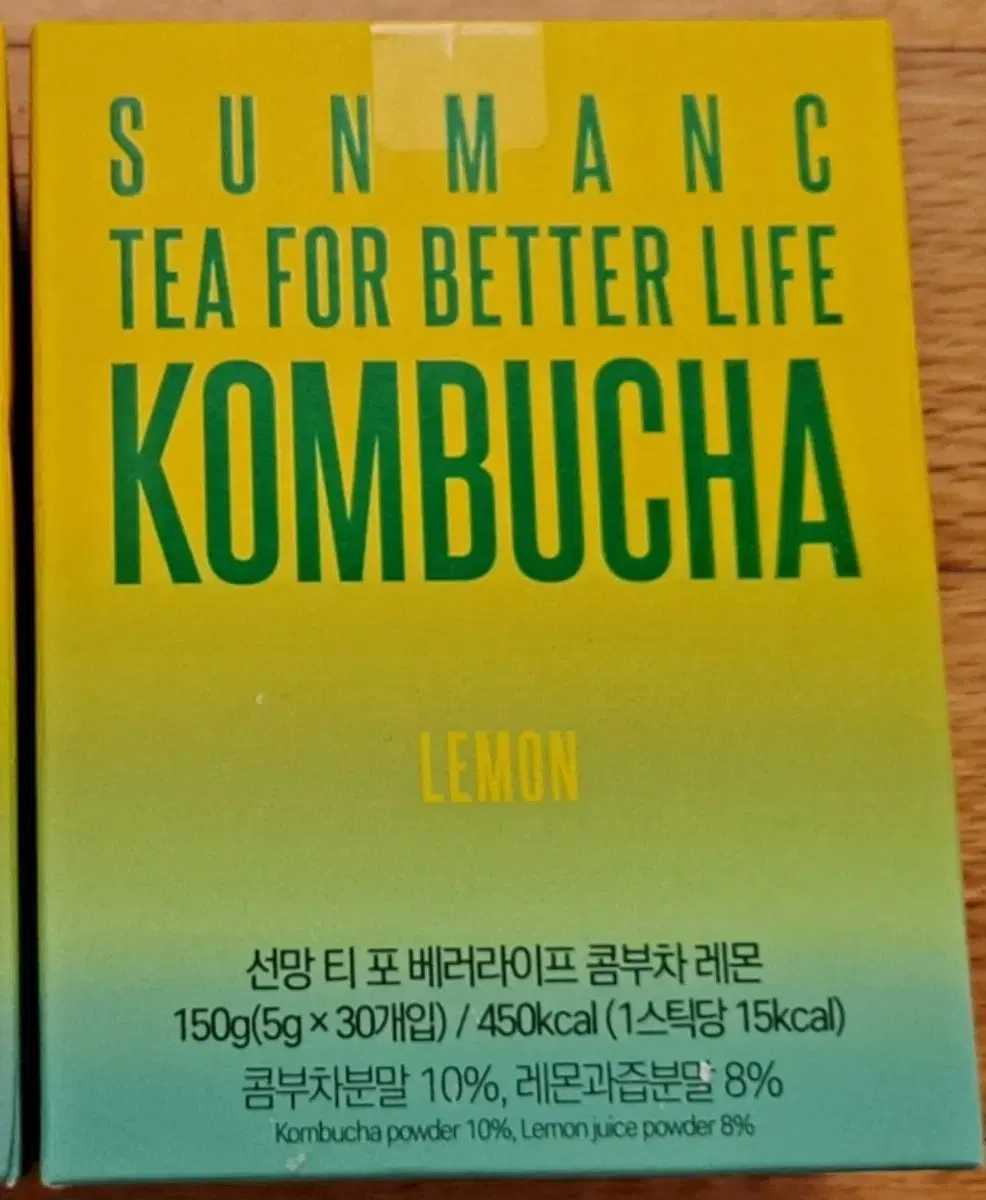 SUNMANC
TEA FOR BETTER LIFE
KOMBUCHA
LEMON
선망 티 포 베러라이프 콤부차 레몬
150g(5g × 30개입) / 450kcal (1스틱당 15kcal)
콤부차분말 10%, 레몬과즙분말 8%
Kombucha powder 10%, Lemon juice powder 8%